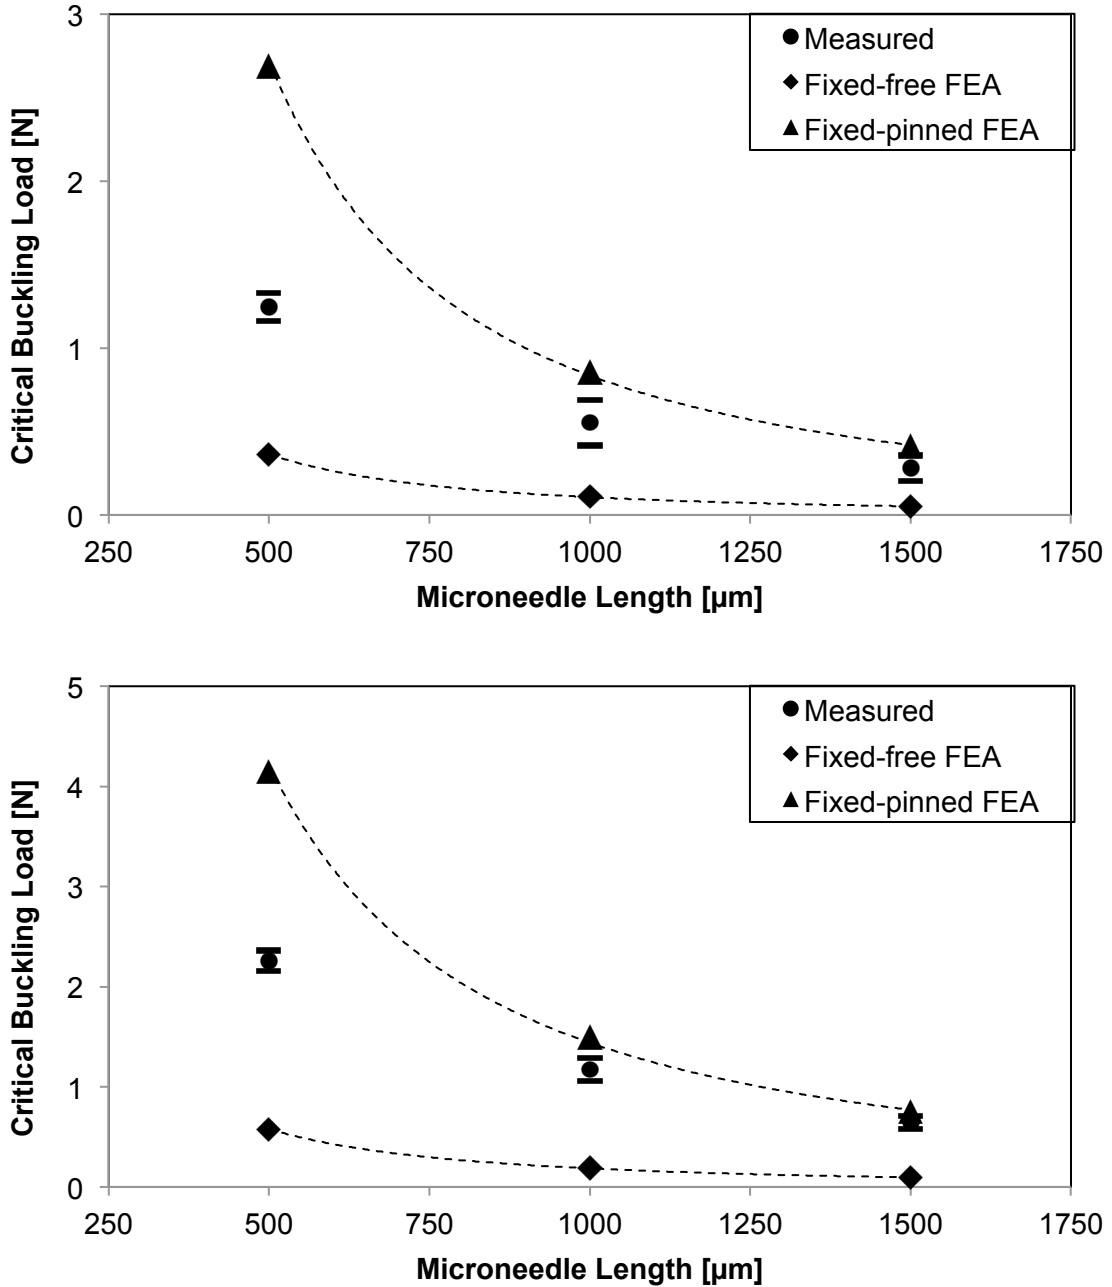 3
Measured
Fixed-free FEA
Fixed-pinned FEA
2
1
0
Critical Buckling Load [N]
250 500 750 1000 1250 1500 1750
Microneedle Length [µm]
5
Measured
Fixed-free FEA
Fixed-pinned FEA
4
3
2
1
0
Critical Buckling Load [N]
250 500 750 1000 1250 1500 1750
Microneedle Length [µm]